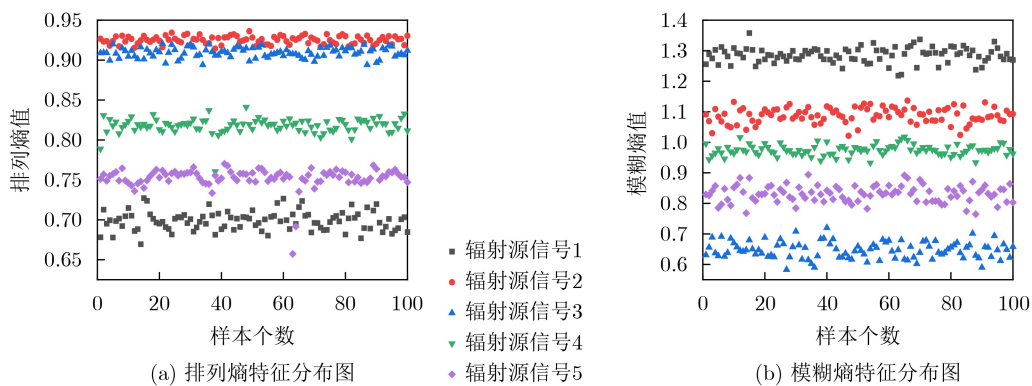 0.95
0.90
0.85
0.80
0.75
0.70
0.65
排列熵值
0 20 40 60 80 100
样本个数
(a) 排列熵特征分布图
辐射源信号1
辐射源信号2
辐射源信号3
辐射源信号4
辐射源信号5
1.4
1.3
1.2
1.1
1.0
0.9
0.8
0.7
0.6
模糊熵值
0 20 40 60 80 100
样本个数
(b) 模糊熵特征分布图